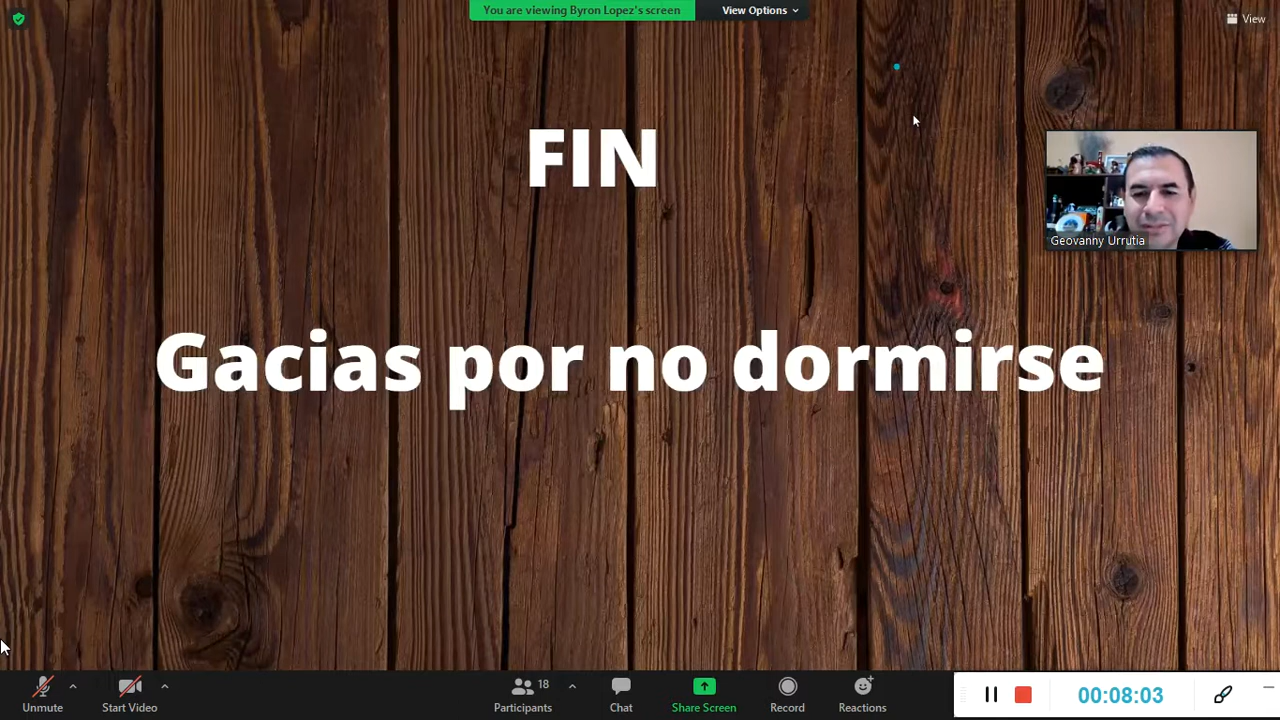 You are viewing Byron Lopez's screen
View Options
View
FIN
Geovanny Urrutia
Gacias por no dormirse
18
Unmute
Start Video
Participants
Chat
Share Screen
Record
Reactions
00:08:03